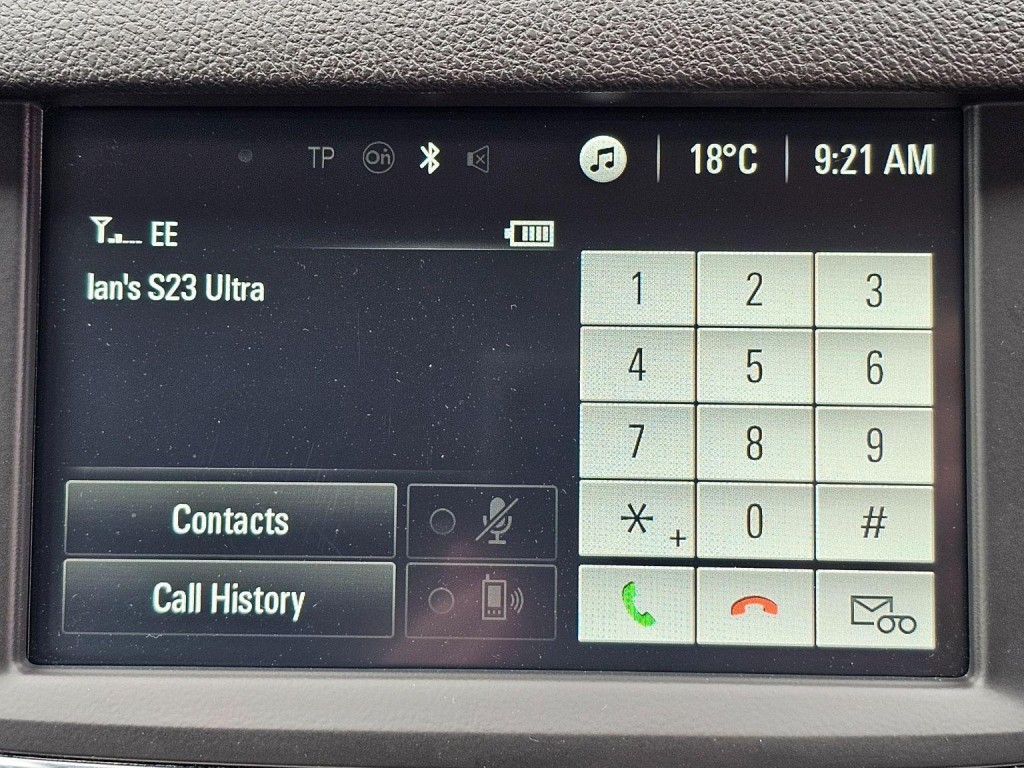 TP On 18°C 9:21 AM
EE
Ian's S23 Ultra
1 2 3
4 5 6
7 8 9
* + 0 #
Contacts
Call History